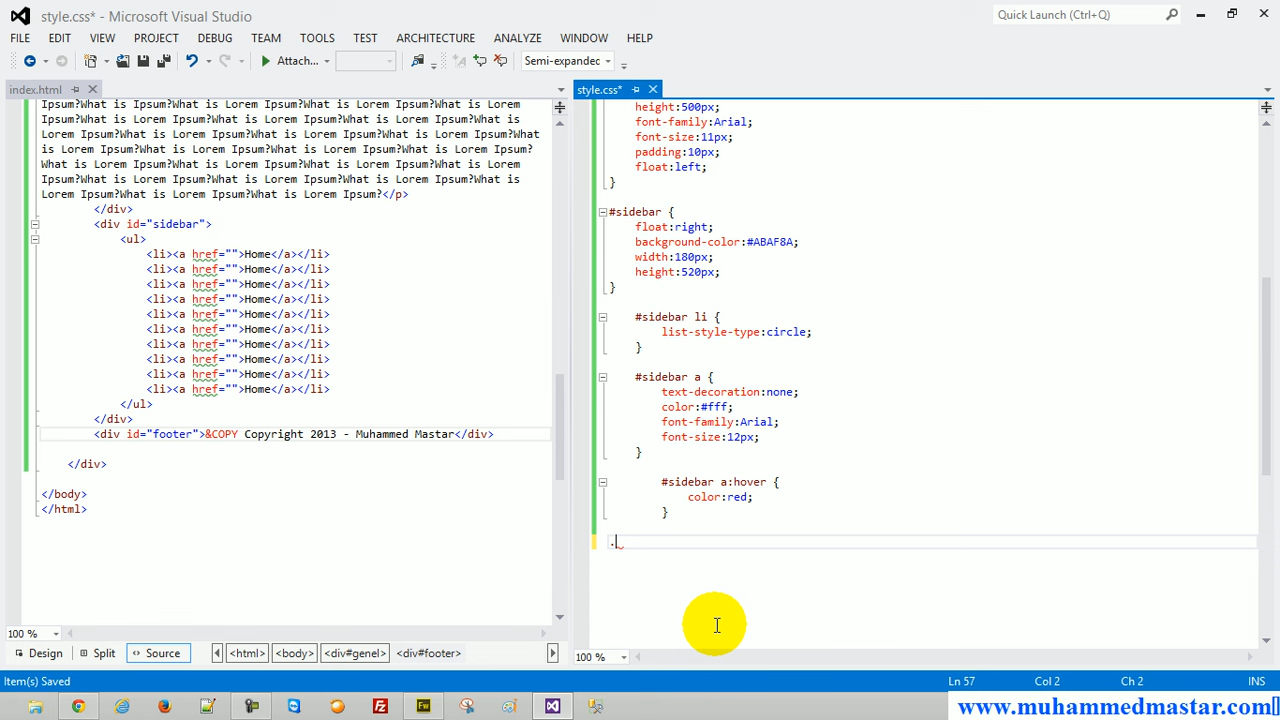 style.css* - Microsoft Visual Studio
Quick Launch (Ctrl+Q)
FILE EDIT VIEW PROJECT DEBUG TEAM TOOLS TEST ARCHITECTURE ANALYZE WINDOW HELP
Attach... Semi-expanded
index.html
Ipsum?What is Ipsum?What is Lorem Ipsum?What is Lorem Ipsum?What is
Lorem Ipsum?What is Lorem Ipsum?What is Lorem Ipsum?What is
Lorem Ipsum?What is Lorem Ipsum?What is Lorem Ipsum?What is Lorem Ipsum?What
is Lorem Ipsum?What is Lorem Ipsum?What is Lorem Ipsum?What is Lorem Ipsum?
What is Lorem Ipsum?What is Lorem Ipsum?What is Lorem Ipsum?What is Lorem
Ipsum?What is Lorem Ipsum?What is Lorem Ipsum?What is Lorem Ipsum?What is
Lorem Ipsum?What is Lorem Ipsum?What is Lorem Ipsum?</p>
</div>
<div id="sidebar">
<ul>
<li><a href="">Home</a></li>
<li><a href="">Home</a></li>
<li><a href="">Home</a></li>
<li><a href="">Home</a></li>
<li><a href="">Home</a></li>
<li><a href="">Home</a></li>
<li><a href="">Home</a></li>
<li><a href="">Home</a></li>
<li><a href="">Home</a></li>
<li><a href="">Home</a></li>
</ul>
</div>
<div id="footer">&COPY Copyright 2013 - Muhammed Mastar</div>
</div>
</body>
</html>
100 %
Design Split Source <html> <body> <div#genel> <div#footer>
style.css*
height:500px;
font-family:Arial;
font-size:11px;
padding:10px;
float:left;
}
#sidebar {
float:right;
background-color:#ABAF8A;
width:180px;
height:520px;
}
#sidebar li {
list-style-type:circle;
}
#sidebar a {
text-decoration:none;
color:#fff;
font-family:Arial;
font-size:12px;
}
#sidebar a:hover {
color:red;
}
.
100 %
Item(s) Saved Ln 57 Col 2 Ch 2 INS
www.muhammedmastar.com[]